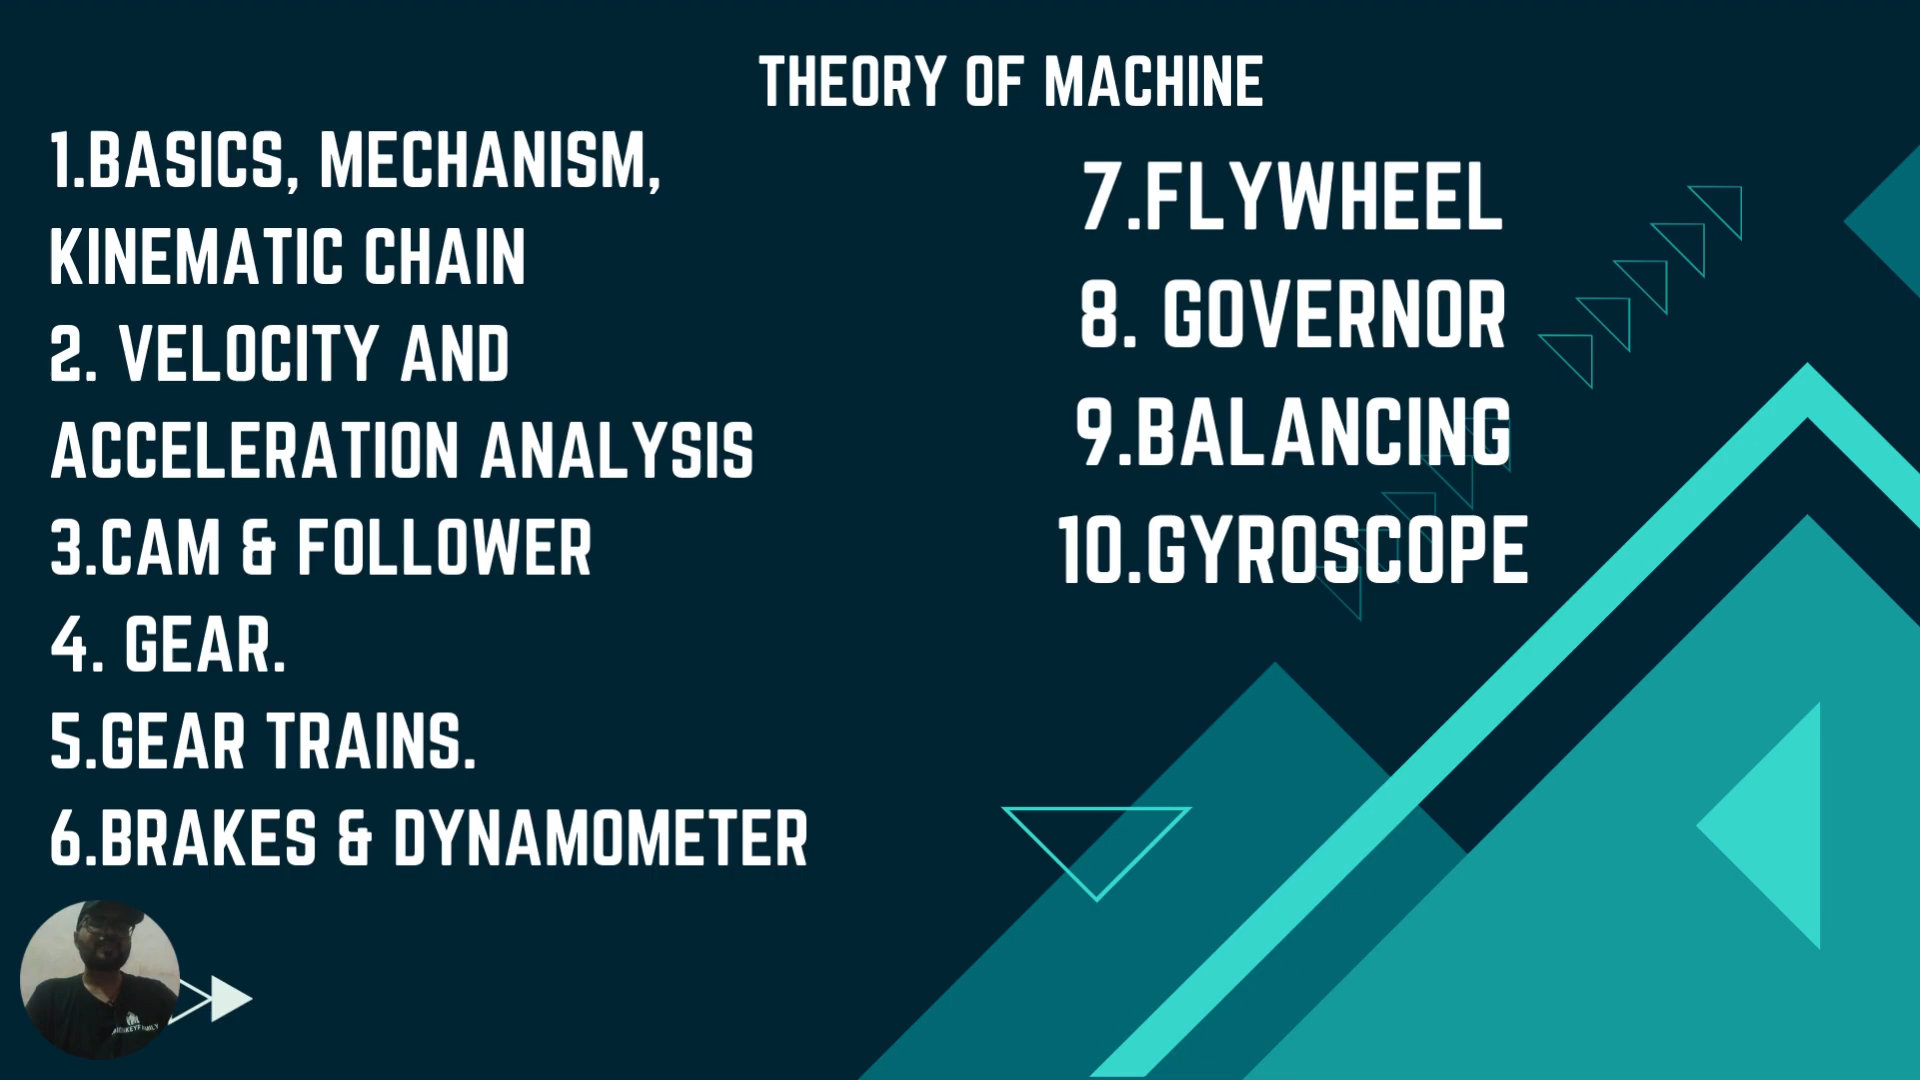 THEORY OF MACHINE
1.BASICS, MECHANISM,
KINEMATIC CHAIN
2. VELOCITY AND
ACCELERATION ANALYSIS
3.CAM & FOLLOWER
4. GEAR.
5.GEAR TRAINS.
6.BRAKES & DYNAMOMETER
7.FLYWHEEL
8. GOVERNOR
9.BALANCING
10.GYROSCOPE